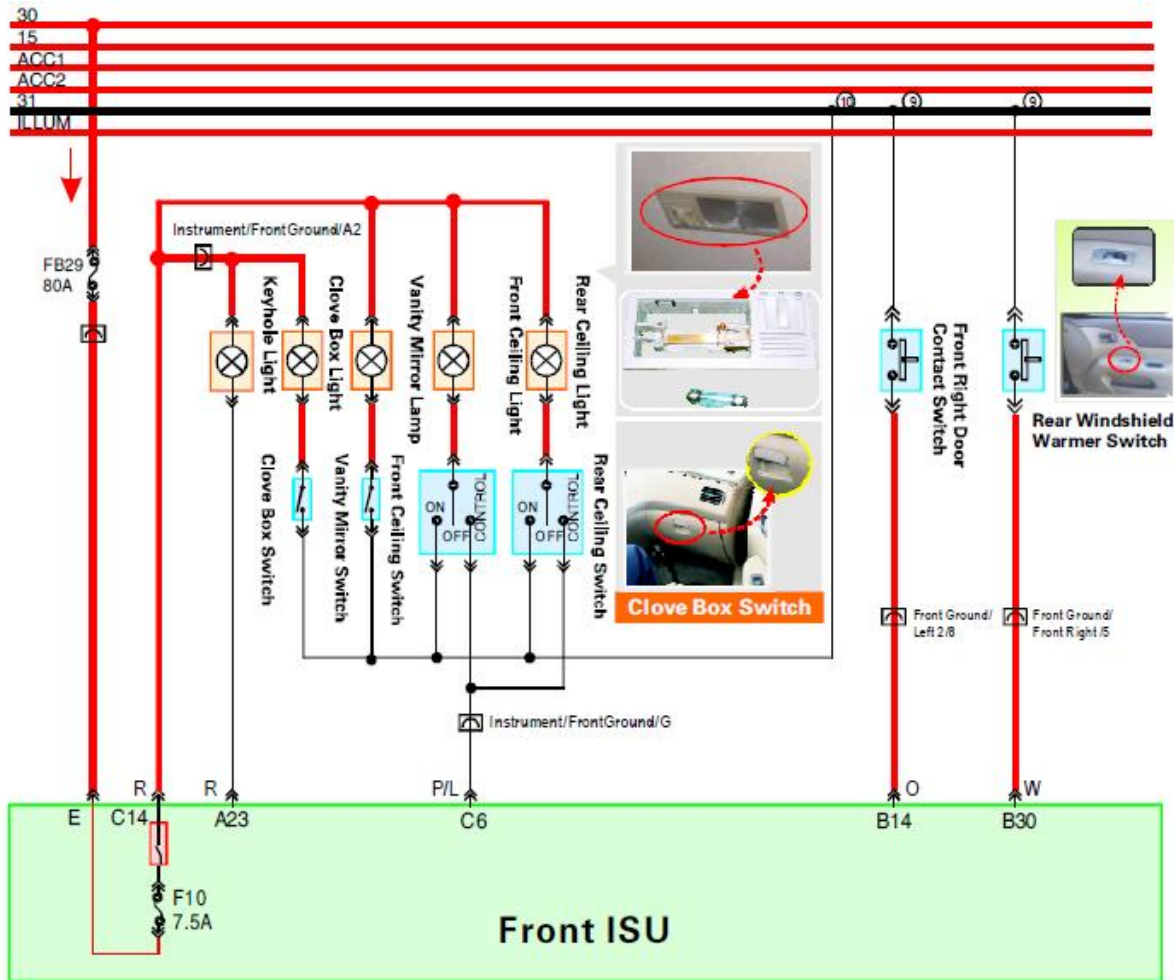 30
15
ACC1
ACC2
31
ILLUM
10
9
9
Instrument/FrontGround/A2
FB29
80A
Keyhole Light
Clove Box Light
Vanity Mirror Lamp
Front Ceiling Light
Rear Ceiling Light
Front Right Door
Contact Switch
Rear Windshield
Warmer Switch
Clove Box Switch
Vanity Mirror Switch
Front Ceiling Switch
Rear Ceiling Switch
ON
OFF
CONTROL
ON
OFF
CONTROL
Clove Box Switch
Front Ground/
Left 2/8
Front Ground/
Front Right /5
Instrument/FrontGround/G
R
R
P/L
O
W
E
C14
A23
C6
B14
B30
F10
7.5A
Front ISU